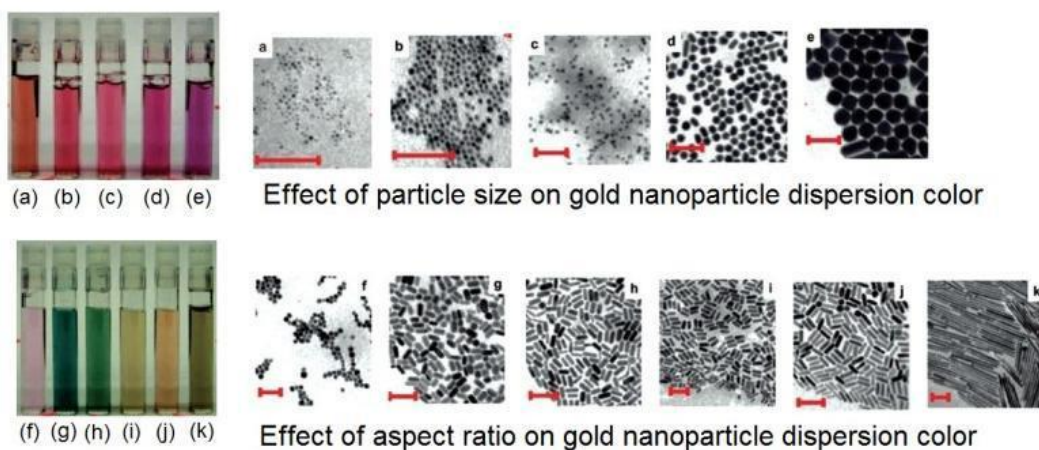 a b c d e
(a) (b) (c) (d) (e)
Effect of particle size on gold nanoparticle dispersion color
f g h i j k
(f) (g) (h) (i) (j) (k)
Effect of aspect ratio on gold nanoparticle dispersion color